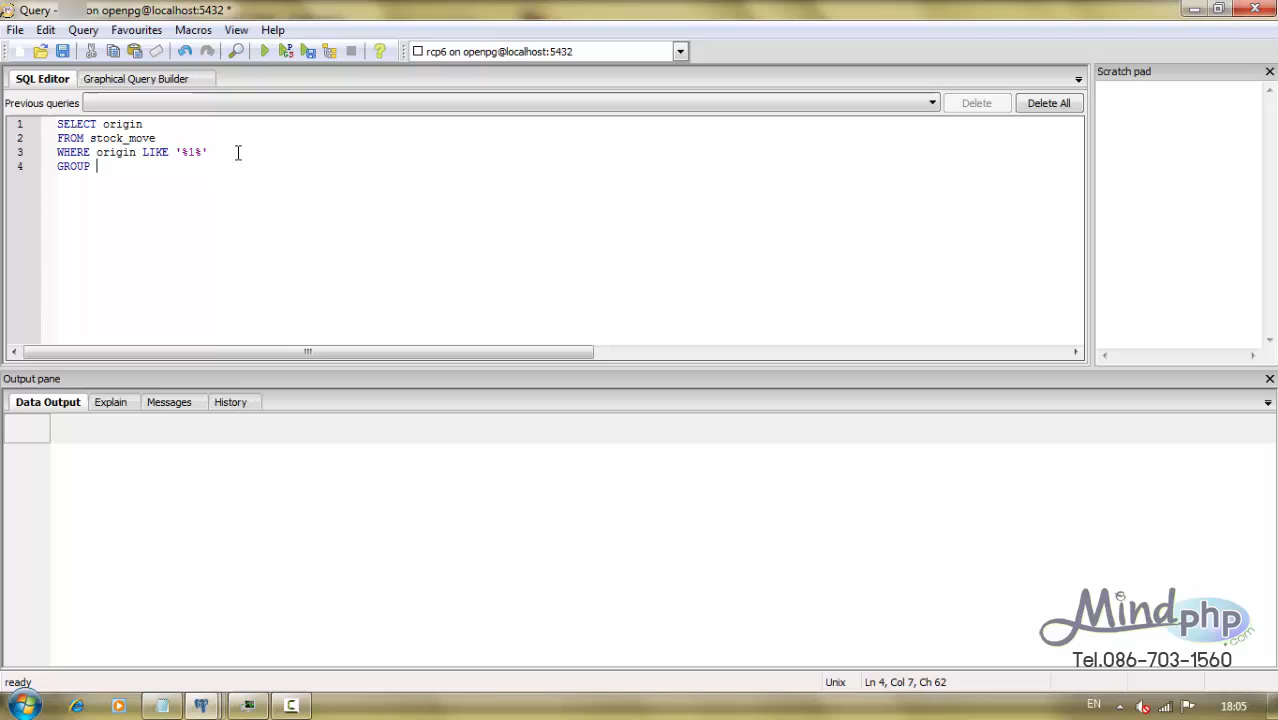 Query - on openpg@localhost:5432 *
File Edit Query Favourites Macros View Help
rcp6 on openpg@localhost:5432
SQL Editor Graphical Query Builder
Scratch pad
Previous queries Delete Delete All
1 SELECT origin
2 FROM stock_move
3 WHERE origin LIKE '%1%'
4 GROUP
Output pane
Data Output Explain Messages History
Mindphp.com
Tel.086-703-1560
ready Unix Ln 4, Col 7, Ch 62
EN 18:05